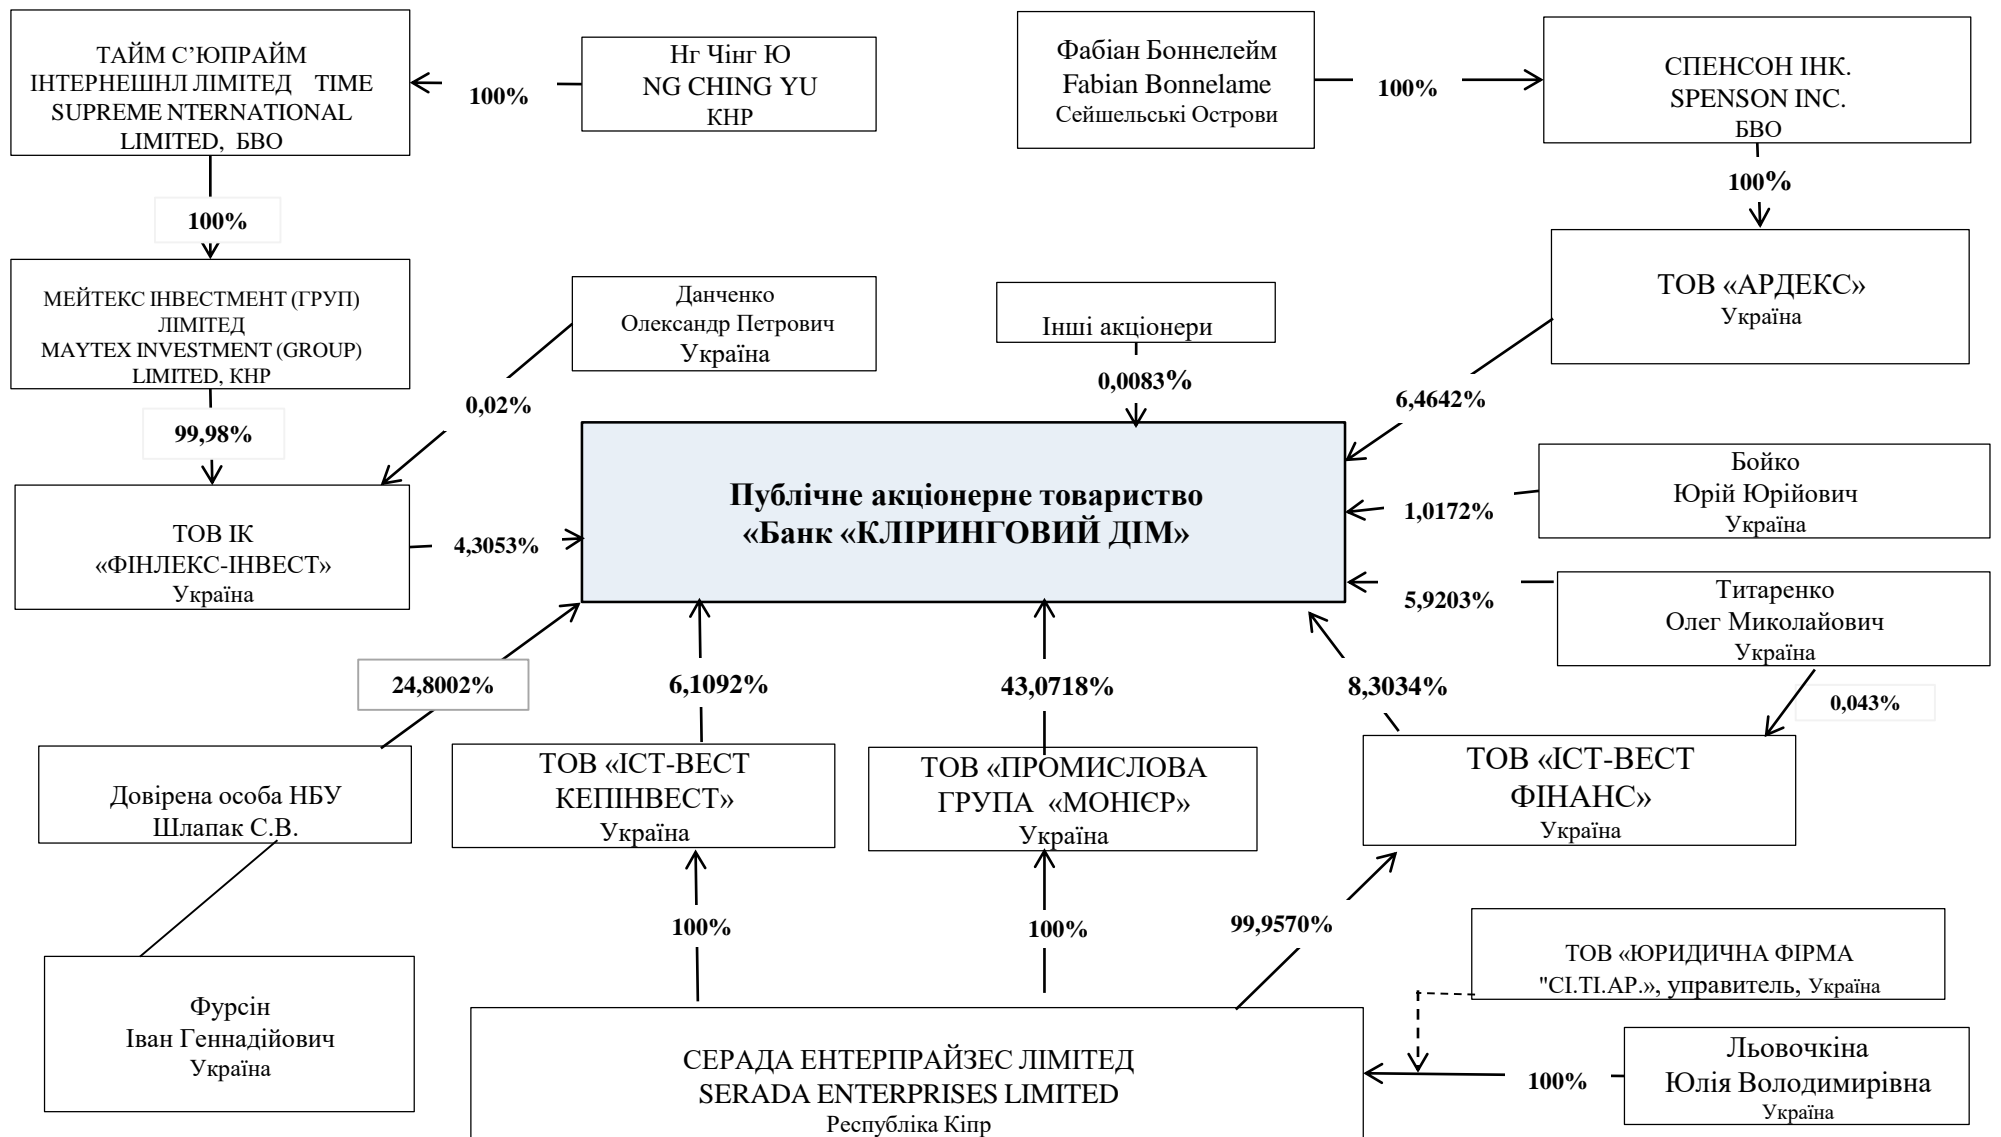 ТАЙМ С’ЮПРАЙМ
ІНТЕРНЕШНЛ ЛІМІТЕД TIME
SUPREME NTERNATIONAL
LIMITED, БВО
100%
Нг Чінг Ю
NG CHING YU
КНР
Фабіан Боннелейм
Fabian Bonnelame
Сейшельські Острови
100%
СПЕНСОН ІНК.
SPENSON INC.
БВО
100%
100%
МЕЙТЕКС ІНВЕСТМЕНТ (ГРУП)
ЛІМІТЕД
MAYTEX INVESTMENT (GROUP)
LIMITED, КНР
Данченко
Олександр Петрович
Україна
Інші акціонери
ТОВ «АРДЕКС»
Україна
0,02%
0,0083%
6,4642%
99,98%
Публічне акціонерне товариство
«Банк «КЛІРИНГОВИЙ ДІМ»
Бойко
Юрій Юрійович
Україна
1,0172%
ТОВ ІК
«ФІНЛЕКС-ІНВЕСТ»
Україна
4,3053%
5,9203%
Титаренко
Олег Миколайович
Україна
24,8002%
6,1092%
43,0718%
8,3034%
0,043%
Довірена особа НБУ
Шлапак С.В.
ТОВ «ІСТ-ВЕСТ
КЕПІНВЕСТ»
Україна
ТОВ «ПРОМИСЛОВА
ГРУПА «МОНІЄР»
Україна
ТОВ «ІСТ-ВЕСТ
ФІНАНС»
Україна
100%
100%
99,9570%
ТОВ «ЮРИДИЧНА ФІРМА
"СІ.ТІ.АР.», управитель, Україна
Фурсін
Іван Геннадійович
Україна
СЕРАДА ЕНТЕРПРАЙЗЕС ЛІМІТЕД
SERADA ENTERPRISES LIMITED
Республіка Кіпр
100%
Льовочкіна
Юлія Володимирівна
Україна